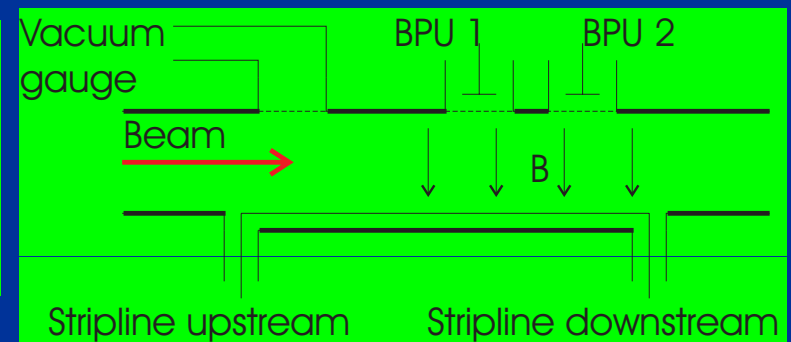 Vacuum
gauge
BPU 1
BPU 2
Beam
B
Stripline upstream
Stripline downstream